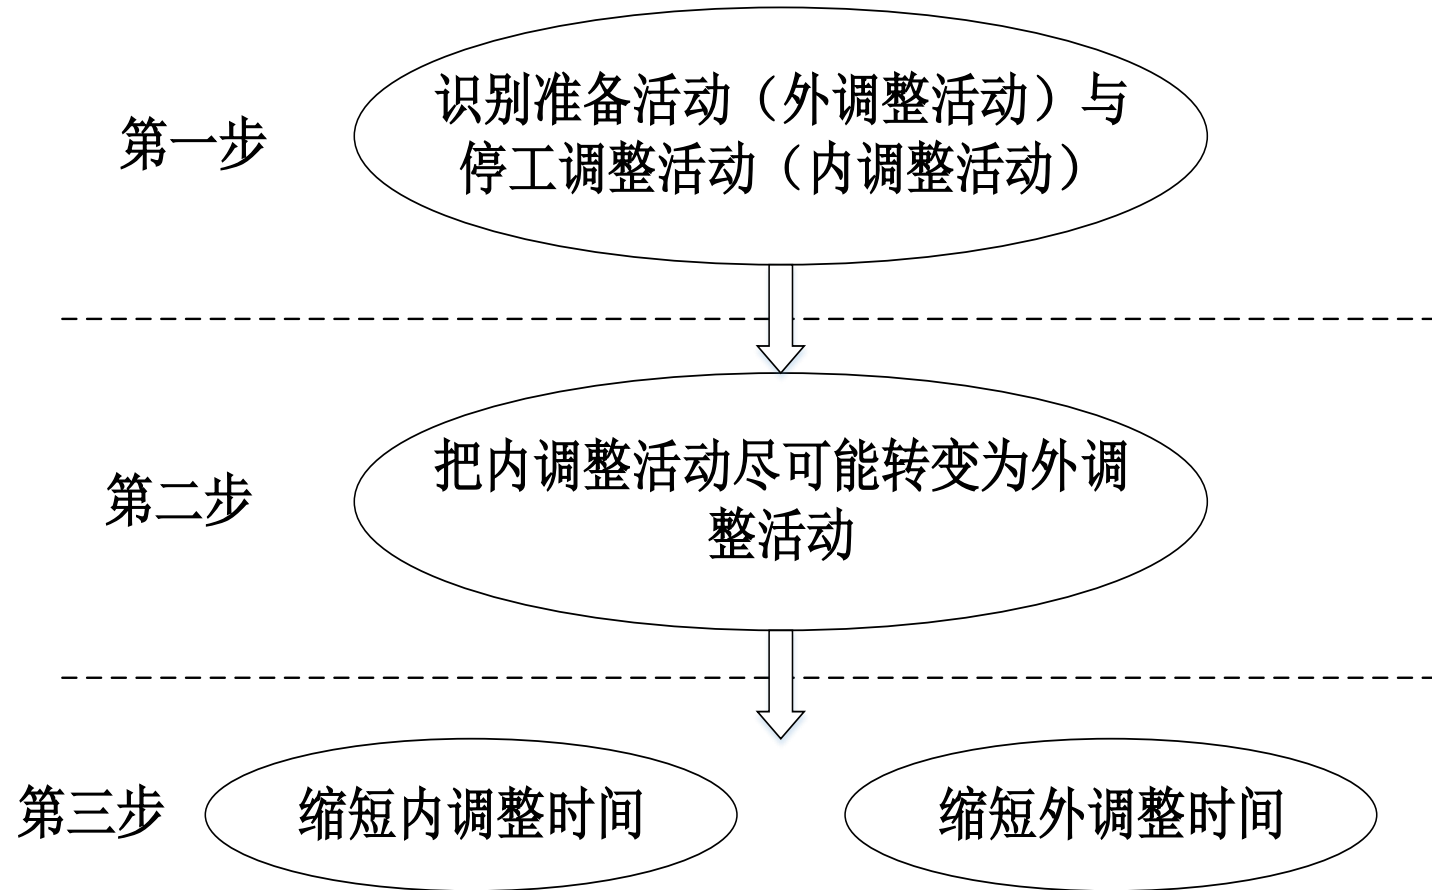 识别准备活动（外调整活动）与
第一步
停工调整活动（内调整活动）
把内调整活动尽可能转变为外调
第二步
整活动
第三步
缩短内调整时间
缩短外调整时间